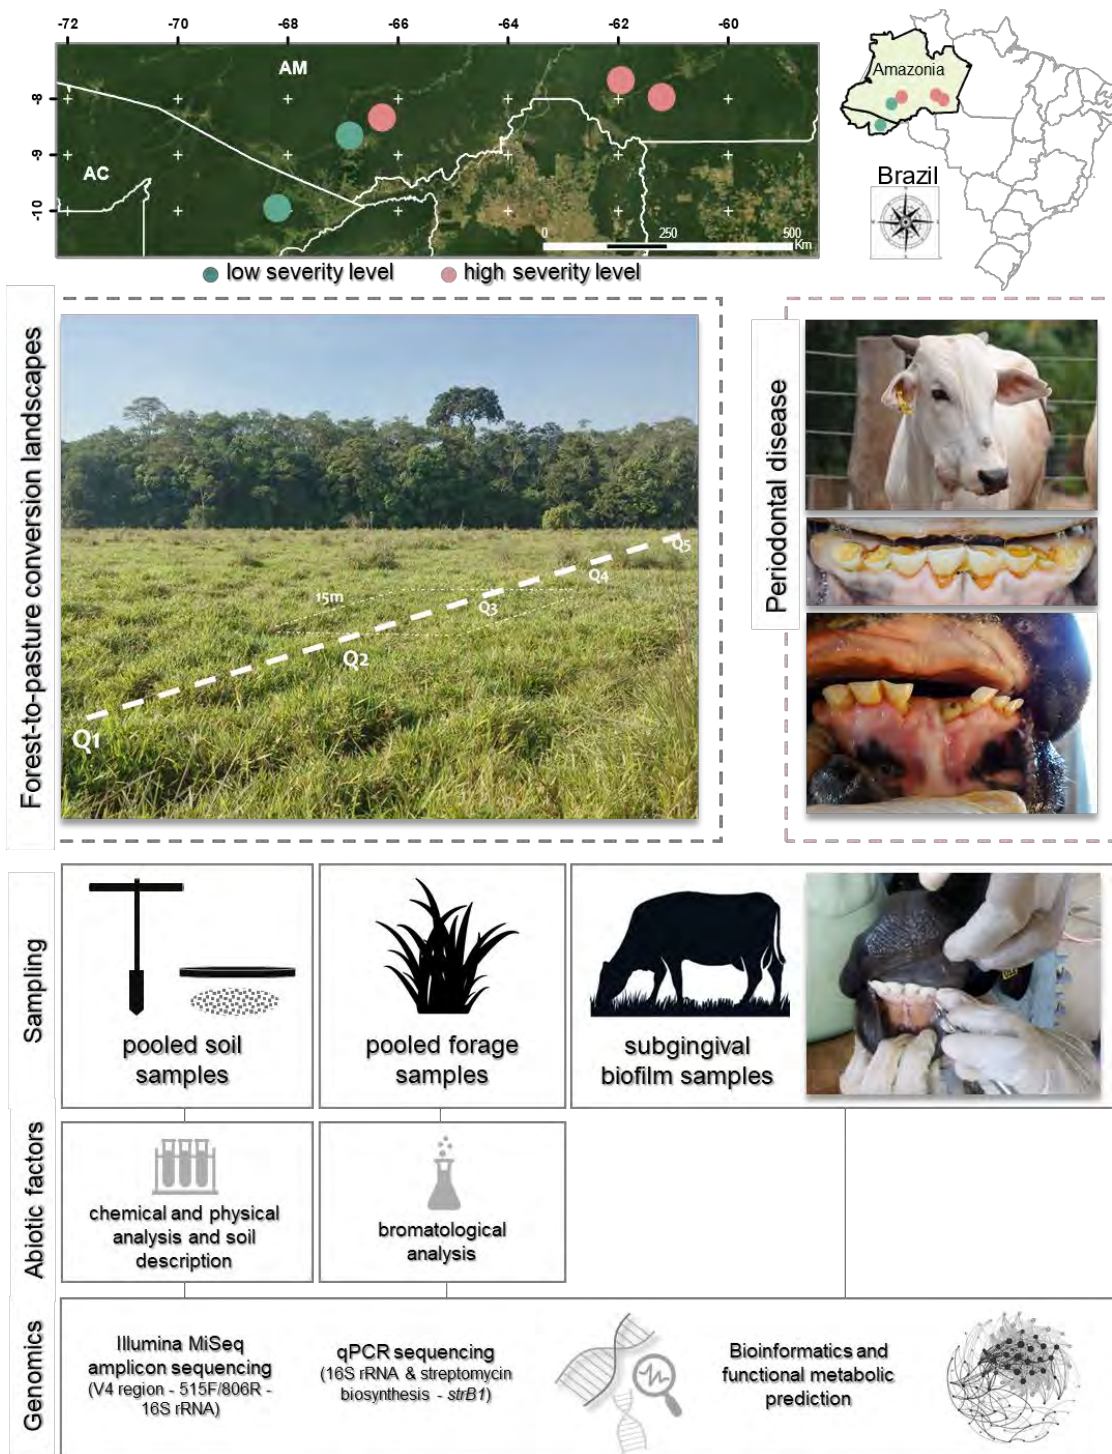 -72 -70 -68 -66 -64 -62 -60
AM
Amazonia
-8
-9
AC
-10
0 250 500
Km
Brazil
low severity level high severity level
Forest-to-pasture conversion landscapes
Q5
Q4
15m
Q3
Q2
Q1
Periodontal disease
Sampling
pooled soil
samples
pooled forage
samples
subgingival
biofilm samples
Abiotic factors
chemical and physical
analysis and soil
description
bromatological
analysis
Genomics
Illumina MiSeq
amplicon sequencing
(V4 region - 515F/806R -
16S rRNA)
qPCR sequencing
(16S rRNA & streptomycin
biosynthesis - strB1)
Bioinformatics and
functional metabolic
prediction